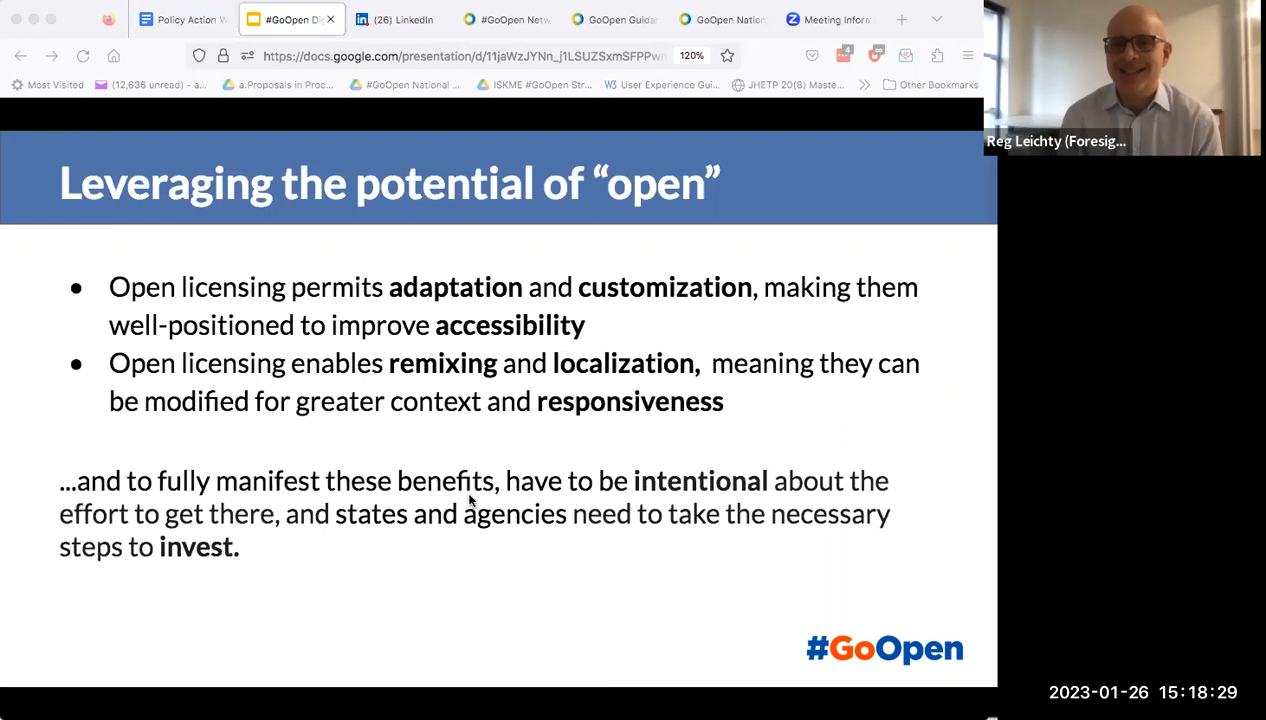 Policy Action W
#GoOpen Di
(26) LinkedIn
#GoOpen Netw
GoOpen Guidan
GoOpen Nation
Meeting Inform
https://docs.google.com/presentation/d/11jaWzJYNn_j1LSUZSxmSFPPwn
120%
4
Most Visited
(12,636 unread) - a...
a.Proposals in Proc...
#GoOpen National ...
ISKME #GoOpen Str...
User Experience Gui...
JHETP 20(8) Maste...
Other Bookmarks
Reg Leichty (Foresig...
Leveraging the potential of “open”
● Open licensing permits adaptation and customization, making them
well-positioned to improve accessibility
● Open licensing enables remixing and localization, meaning they can
be modified for greater context and responsiveness
...and to fully manifest these benefits, have to be intentional about the
effort to get there, and states and agencies need to take the necessary
steps to invest.
#GoOpen
2023-01-26 15:18:29